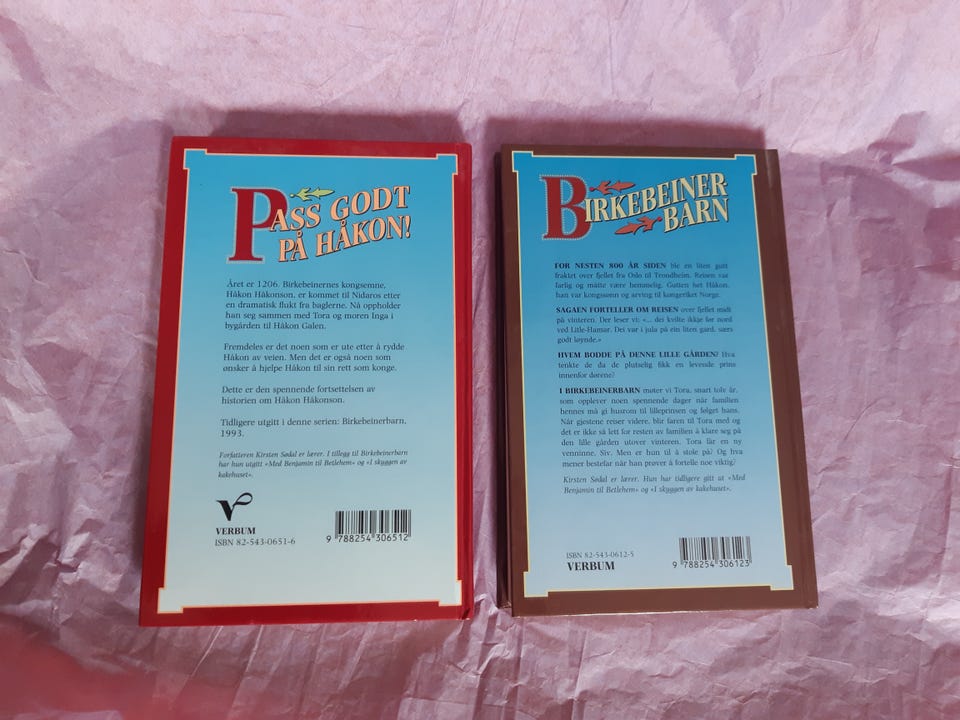 PASS GODT
PÅ HÅKON!
Året er 1206. Birkebeinernes kongsemne,
Håkon Håkonson, er kommet til Nidaros etter
en dramatisk flukt fra baglerne. Nå oppholder
han seg sammen med Tora og moren Inga i
bygården til Håkon Galen.
Fremdeles er det noen som er ute etter å rydde
Håkon av veien. Men det er også noen som
ønsker å hjelpe Håkon til sin rett som konge.
Dette er den spennende fortsettelsen av
historien om Håkon Håkonson.
Tidligere utgitt i denne serien: Birkebeinerbarn,
1993.
Forfatteren Kirsten Sødal er lærer. I tillegg til Birkebeinerbarn
har hun utgitt «Med Benjamin til Betlehem» og «I skyggen av
kakehuset».
VERBUM
ISBN 82-543-0651-6
9 788254 306512
BIRKEBEINER
BARN
FOR NESTEN 800 ÅR SIDEN ble en liten gutt
fraktet over fjellet fra Oslo til Trondheim. Reisen var
farlig og måtte være hemmelig. Gutten het Håkon,
han var kongssønn og arving til kongeriket Norge.
SAGAEN FORTELLER OM REISEN over fjellet midt
på vinteren. Der leser vi: «... dei kvilte ikkje før nord
ved Litle-Hamar. Dei var i jula på ein liten gard, særs
godt løynde.»
HVEM BODDE PÅ DENNE LILLE GÅRDEN? Hva
tenkte de da de plutselig fikk en levende prins
innenfor dørene?
I BIRKEBEINERBARN møter vi Tora, snart tolv år,
som opplever noen spennende dager når familien
hennes må gi husrom til lilleprinsen og følget hans.
Når gjestene reiser videre, blir faren til Tora med og
det er ikke så lett for resten av familien å klare seg på
den lille gården utover vinteren. Tora får en ny
venninne, Siv. Men er hun til å stole på? Og hva
mener bestefar når han prøver å fortelle noe viktig?
Kirsten Sødal er lærer. Hun har tidligere gitt ut «Med
Benjamin til Betlehem» og «I skyggen av kakehuset».
ISBN 82-543-0612-5
VERBUM
9 788254 306123